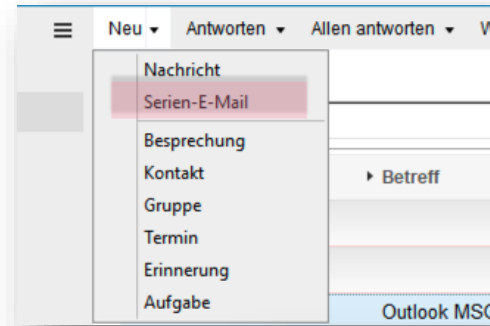 Neu Antworten Allen antworten
Nachricht
Serien-E-Mail
Besprechung
Kontakt
Betreff
Gruppe
Termin
Erinnerung
Aufgabe
Outlook